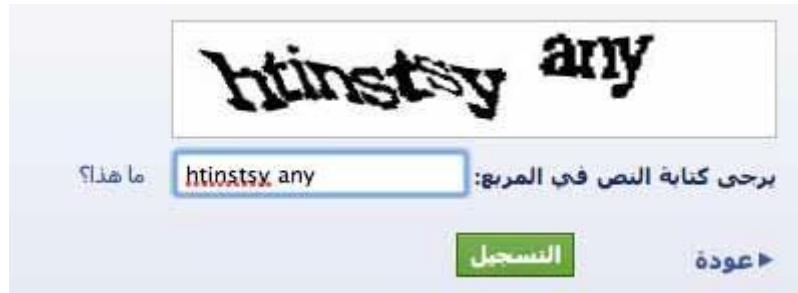 htinstsy any
يرجى كتابة النص في المربع: htinstsy any ما هذا؟
عودة التسجيل